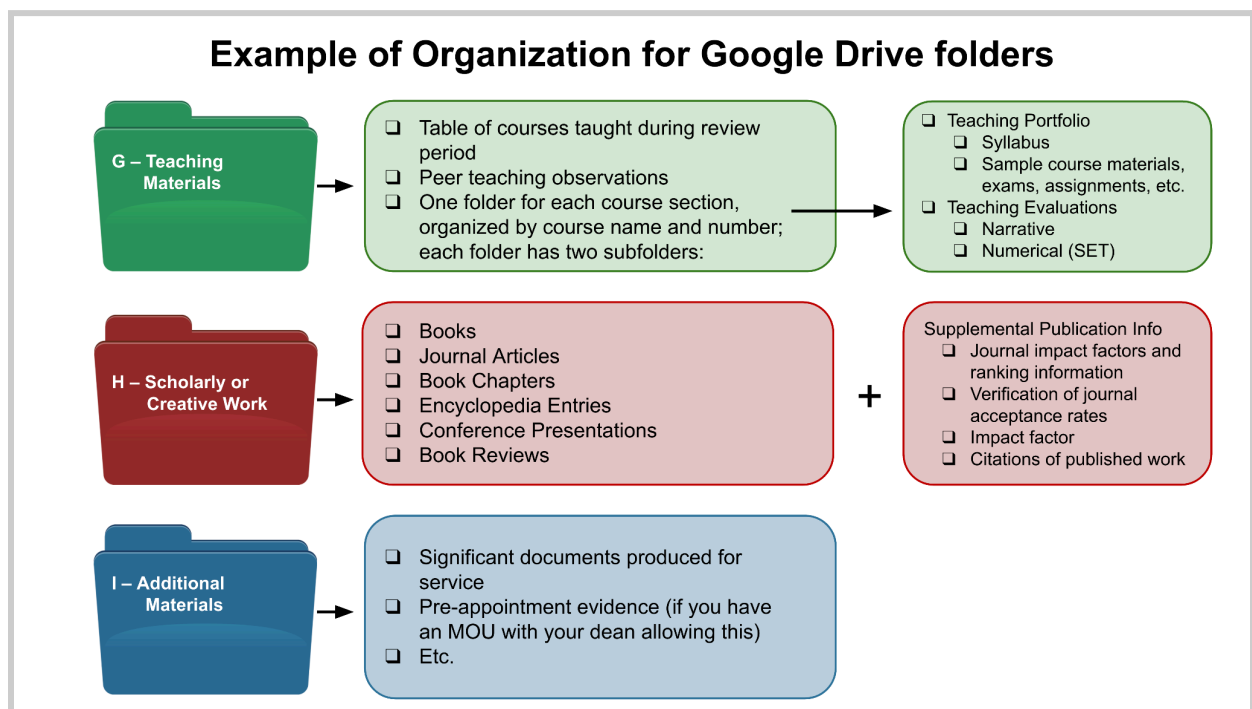 Example of Organization for Google Drive folders
G – Teaching
Materials
❑ Table of courses taught during review
period
❑ Peer teaching observations
❑ One folder for each course section,
organized by course name and number;
each folder has two subfolders:
❑ Teaching Portfolio
❑ Syllabus
❑ Sample course materials,
exams, assignments, etc.
❑ Teaching Evaluations
❑ Narrative
❑ Numerical (SET)
H – Scholarly or
Creative Work
❑ Books
❑ Journal Articles
❑ Book Chapters
❑ Encyclopedia Entries
❑ Conference Presentations
❑ Book Reviews
+
Supplemental Publication Info
❑ Journal impact factors and
ranking information
❑ Verification of journal
acceptance rates
❑ Impact factor
❑ Citations of published work
I – Additional
Materials
❑ Significant documents produced for
service
❑ Pre-appointment evidence (if you have
an MOU with your dean allowing this)
❑ Etc.